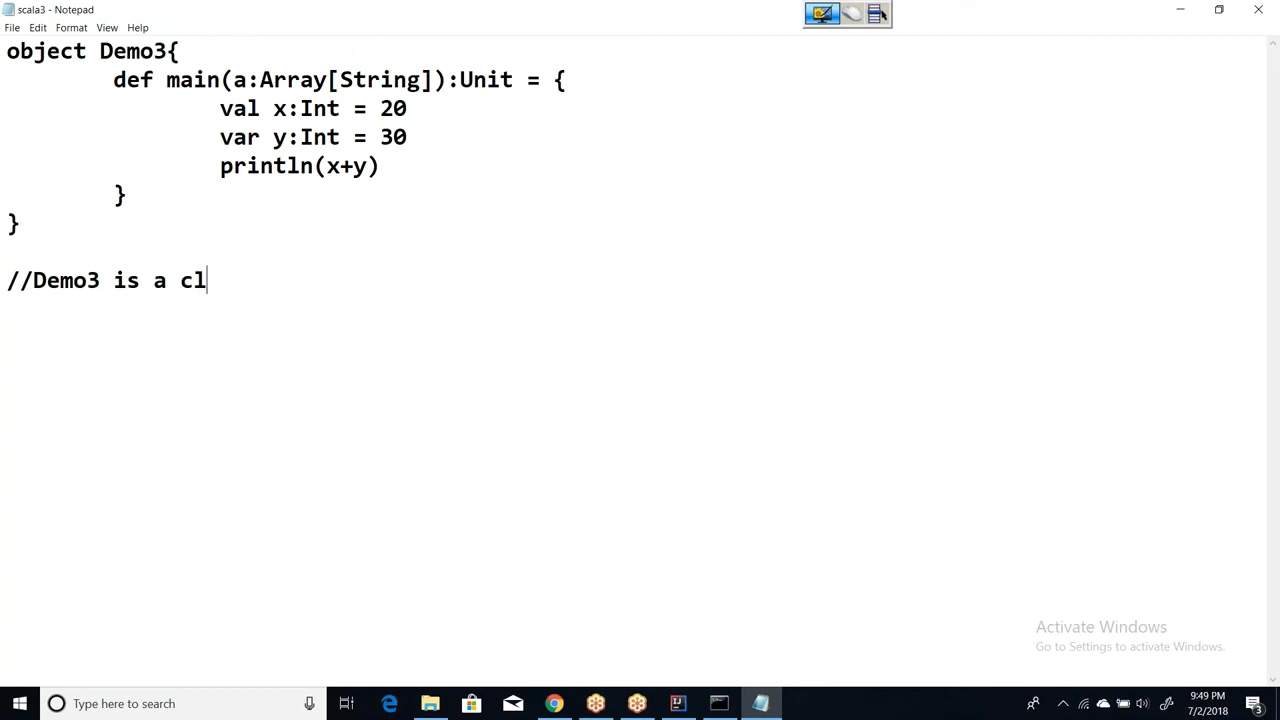 scala3 - Notepad
File Edit Format View Help
object Demo3{
def main(a:Array[String]):Unit = {
val x:Int = 20
var y:Int = 30
println(x+y)
}
}
//Demo3 is a cl
Activate Windows
Go to Settings to activate Windows.
Type here to search
9:49 PM
7/2/2018
3